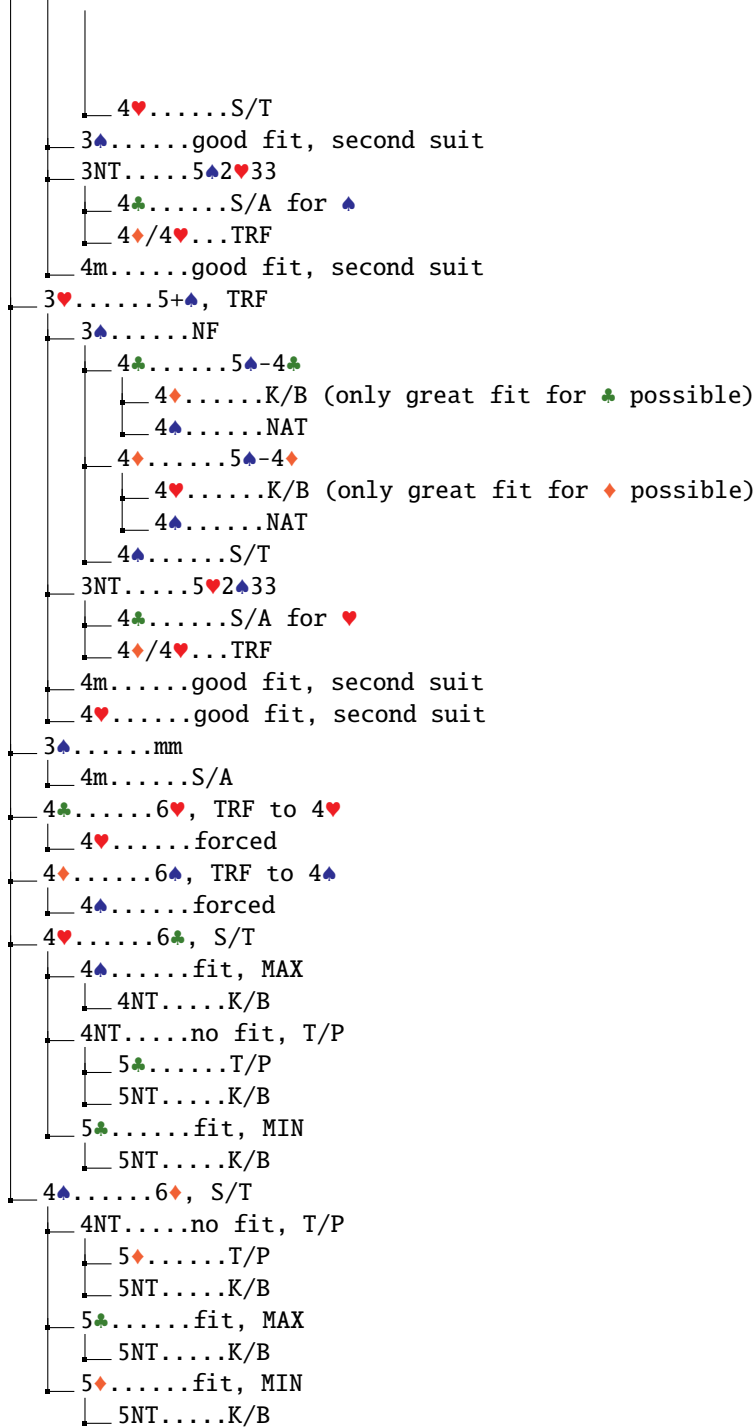 4♥......S/T
3♠......good fit, second suit
3NT.....5♠2♥33
4♣......S/A for ♠
4♦/4♥...TRF
4m......good fit, second suit
3♥......5+♠, TRF
3♠......NF
4♣......5♠-4♣
4♦......K/B (only great fit for ♣ possible)
4♠......NAT
4♦......5♠-4♦
4♥......K/B (only great fit for ♦ possible)
4♠......NAT
4♠......S/T
3NT.....5♥2♠33
4♣......S/A for ♥
4♦/4♥...TRF
4m......good fit, second suit
4♥......good fit, second suit
3♠......mm
4m......S/A
4♣......6♥, TRF to 4♥
4♥......forced
4♦......6♠, TRF to 4♠
4♠......forced
4♥......6♣, S/T
4♠......fit, MAX
4NT.....K/B
4NT.....no fit, T/P
5♣......T/P
5NT.....K/B
5♣......fit, MIN
5NT.....K/B
4♠......6♦, S/T
4NT.....no fit, T/P
5♦......T/P
5NT.....K/B
5♣......fit, MAX
5NT.....K/B
5♦......fit, MIN
5NT.....K/B